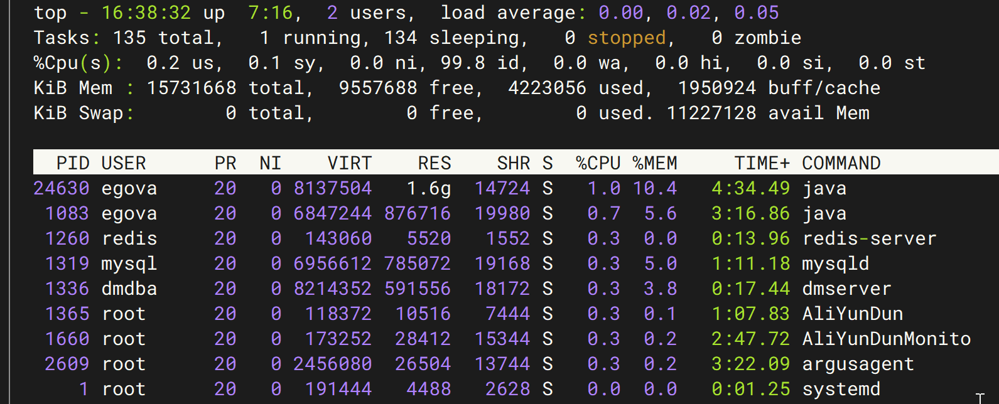 top - 16:38:32 up  7:16,  2 users,  load average: 0.00, 0.02, 0.05
Tasks: 135 total,   1 running, 134 sleeping,   0 stopped,   0 zombie
%Cpu(s):  0.2 us,  0.1 sy,  0.0 ni, 99.8 id,  0.0 wa,  0.0 hi,  0.0 si,  0.0 st
KiB Mem : 15731668 total,  9557688 free,  4223056 used,  1950924 buff/cache
KiB Swap:        0 total,        0 free,        0 used. 11227128 avail Mem
  PID USER      PR  NI    VIRT    RES    SHR S  %CPU %MEM     TIME+ COMMAND
24630 egova     20   0 8137504   1.6g  14724 S   1.0 10.4   4:34.49 java
 1083 egova     20   0 6847244 876716  19980 S   0.7  5.6   3:16.86 java
 1260 redis     20   0  143060   5520   1552 S   0.3  0.0   0:13.96 redis-server
 1319 mysql     20   0 6956612 785072  19168 S   0.3  5.0   1:11.18 mysqld
 1336 dmdba     20   0 8214352 591556  18172 S   0.3  3.8   0:17.44 dmserver
 1365 root      20   0  118372  10516   7444 S   0.3  0.1   1:07.83 AliYunDun
 1660 root      20   0  173252  28412  15344 S   0.3  0.2   2:47.72 AliYunDunMonito
 2609 root      20   0 2456080  26504  13744 S   0.3  0.2   3:22.09 argusagent
    1 root      20   0  191444   4488   2628 S   0.0  0.0   0:01.25 systemd